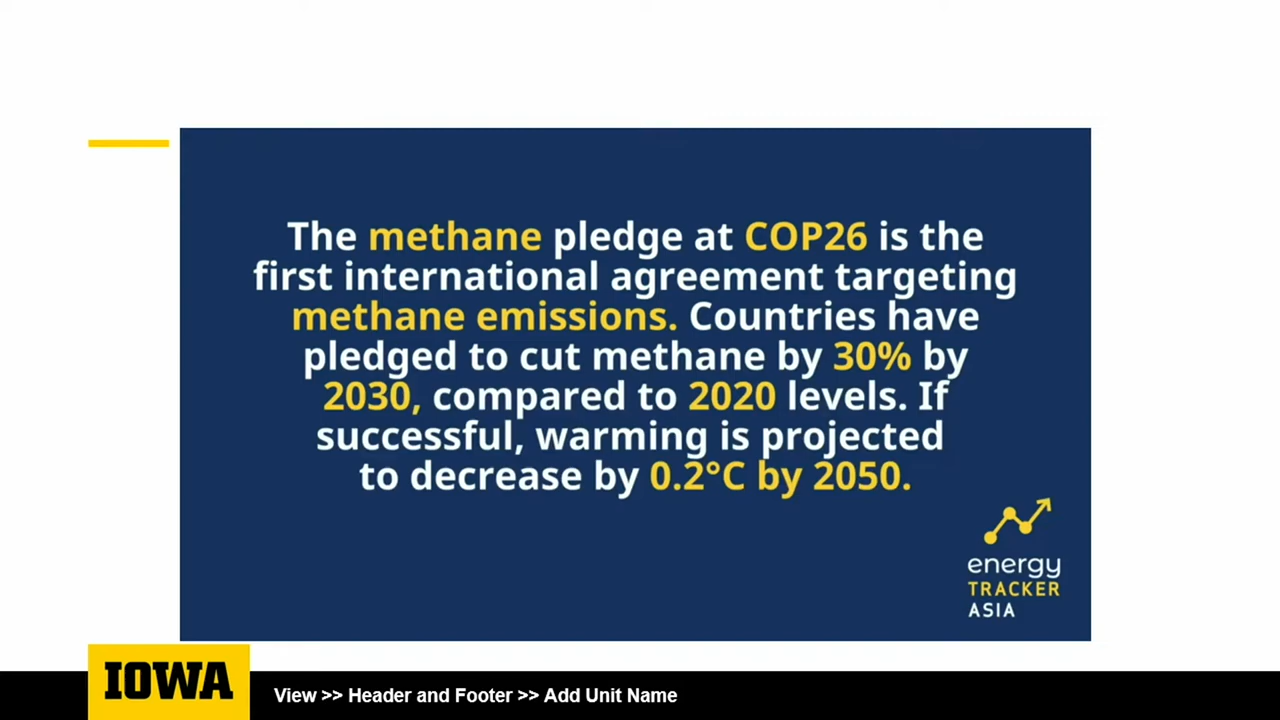 The methane pledge at COP26 is the
first international agreement targeting
methane emissions. Countries have
pledged to cut methane by 30% by
2030, compared to 2020 levels. If
successful, warming is projected
to decrease by 0.2°C by 2050.
energy
TRACKER
ASIA
IOWA
View >> Header and Footer >> Add Unit Name